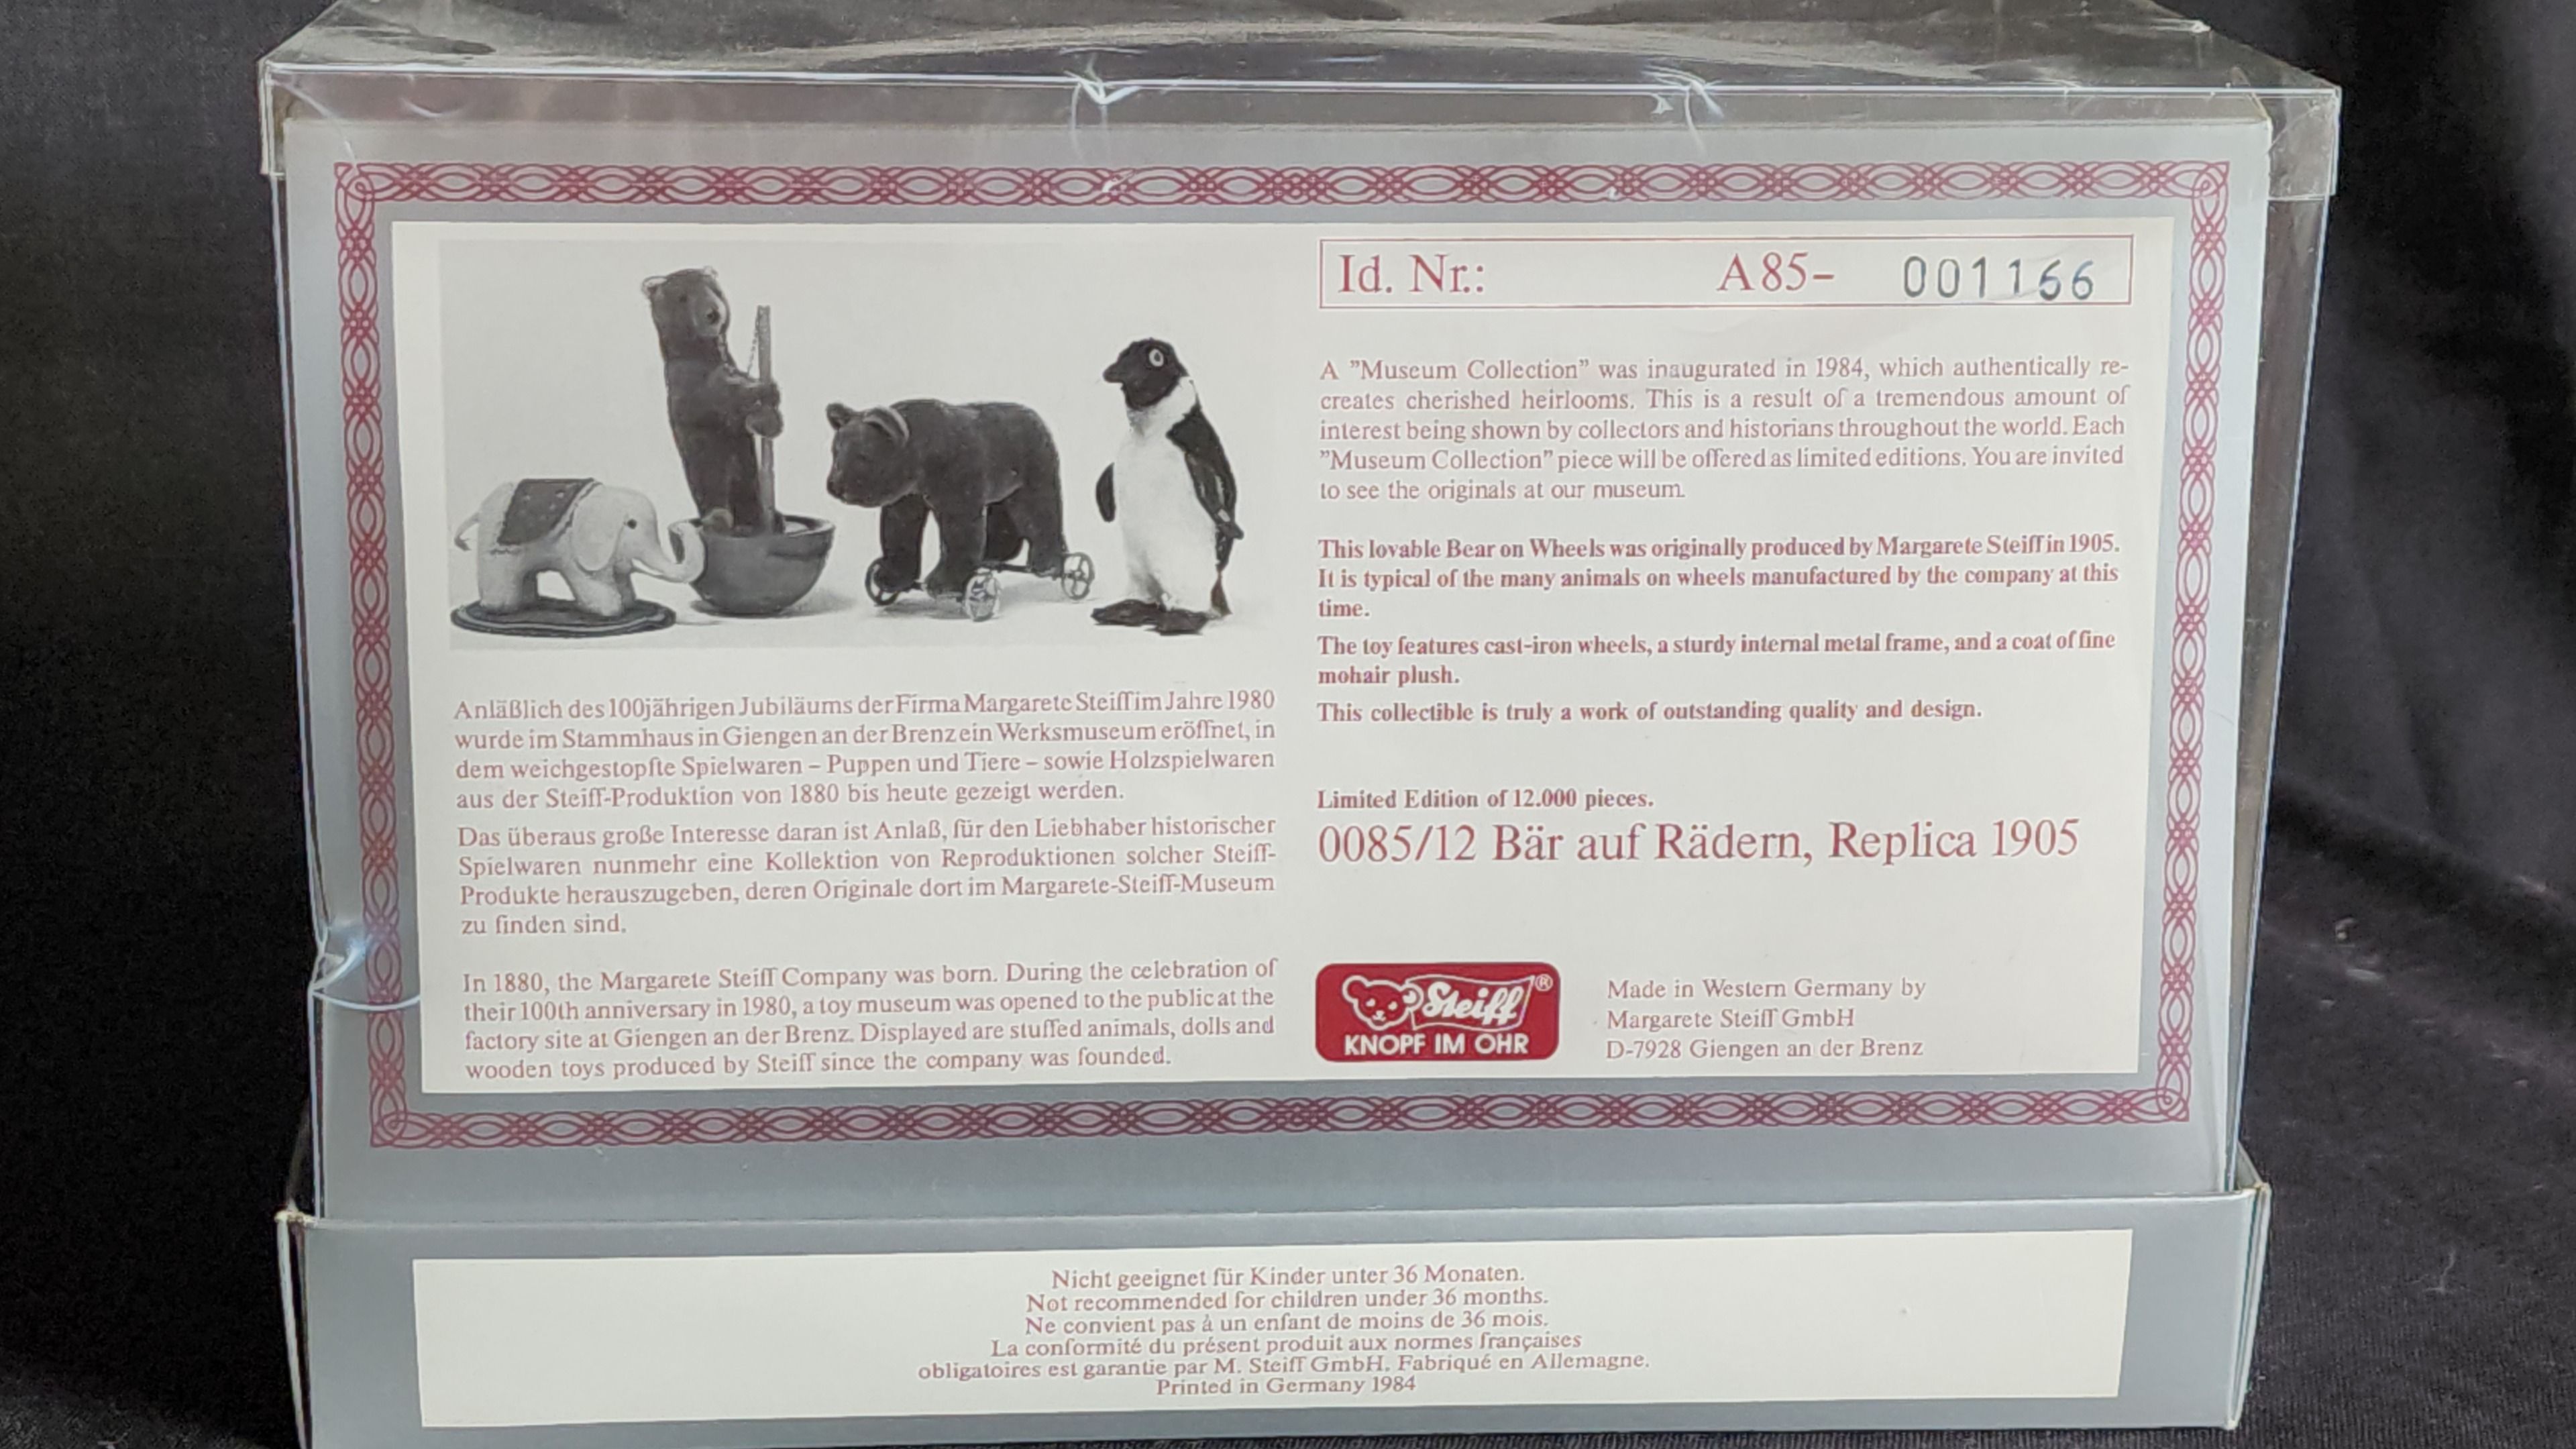 Id. Nr.: A85- 001166
A ”Museum Collection” was inaugurated in 1984, which authentically re-
creates cherished heirlooms. This is a result of a tremendous amount of
interest being shown by collectors and historians throughout the world. Each
”Museum Collection” piece will be offered as limited editions. You are invited
to see the originals at our museum.
This lovable Bear on Wheels was originally produced by Margarete Steiff in 1905.
It is typical of the many animals on wheels manufactured by the company at this
time.
The toy features cast-iron wheels, a sturdy internal metal frame, and a coat of fine
mohair plush.
This collectible is truly a work of outstanding quality and design.
Limited Edition of 12.000 pieces.
0085/12 Bär auf Rädern, Replica 1905
Steiff ®
KNOPF IM OHR
Made in Western Germany by
Margarete Steiff GmbH
D-7928 Giengen an der Brenz
Anläßlich des 100jährigen Jubiläums der Firma Margarete Steiff im Jahre 1980
wurde im Stammhaus in Giengen an der Brenz ein Werksmuseum eröffnet, in
dem weichgestopfte Spielwaren – Puppen und Tiere – sowie Holzspielwaren
aus der Steiff-Produktion von 1880 bis heute gezeigt werden.
Das überaus große Interesse daran ist Anlaß, für den Liebhaber historischer
Spielwaren nunmehr eine Kollektion von Reproduktionen solcher Steiff-
Produkte herauszugeben, deren Originale dort im Margarete-Steiff-Museum
zu finden sind.
In 1880, the Margarete Steiff Company was born. During the celebration of
their 100th anniversary in 1980, a toy museum was opened to the public at the
factory site at Giengen an der Brenz. Displayed are stuffed animals, dolls and
wooden toys produced by Steiff since the company was founded.
Nicht geeignet für Kinder unter 36 Monaten.
Not recommended for children under 36 months.
Ne convient pas à un enfant de moins de 36 mois.
La conformité du présent produit aux normes françaises
obligatoires est garantie par M. Steiff GmbH. Fabriqué en Allemagne.
Printed in Germany 1984